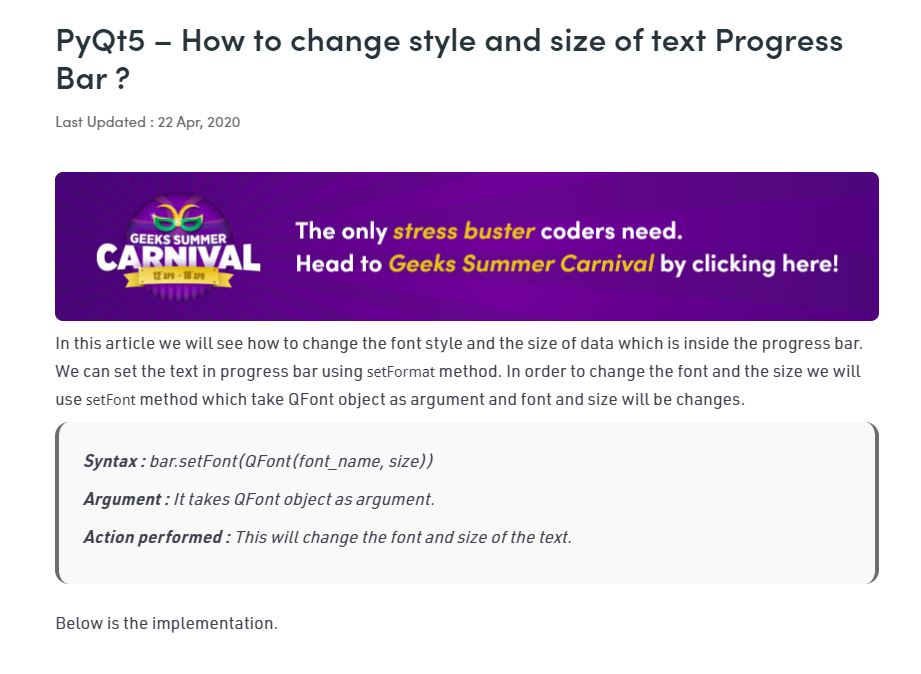 PyQt5 – How to change style and size of text Progress
Bar ?
Last Updated : 22 Apr, 2020
GEEKS SUMMER
CARNIVAL
12 APR - 18 APR
The only stress buster coders need.
Head to Geeks Summer Carnival by clicking here!
In this article we will see how to change the font style and the size of data which is inside the progress bar.
We can set the text in progress bar using setFormat method. In order to change the font and the size we will
use setFont method which take QFont object as argument and font and size will be changes.
Syntax : bar.setFont(QFont(font_name, size))
Argument : It takes QFont object as argument.
Action performed : This will change the font and size of the text.
Below is the implementation.